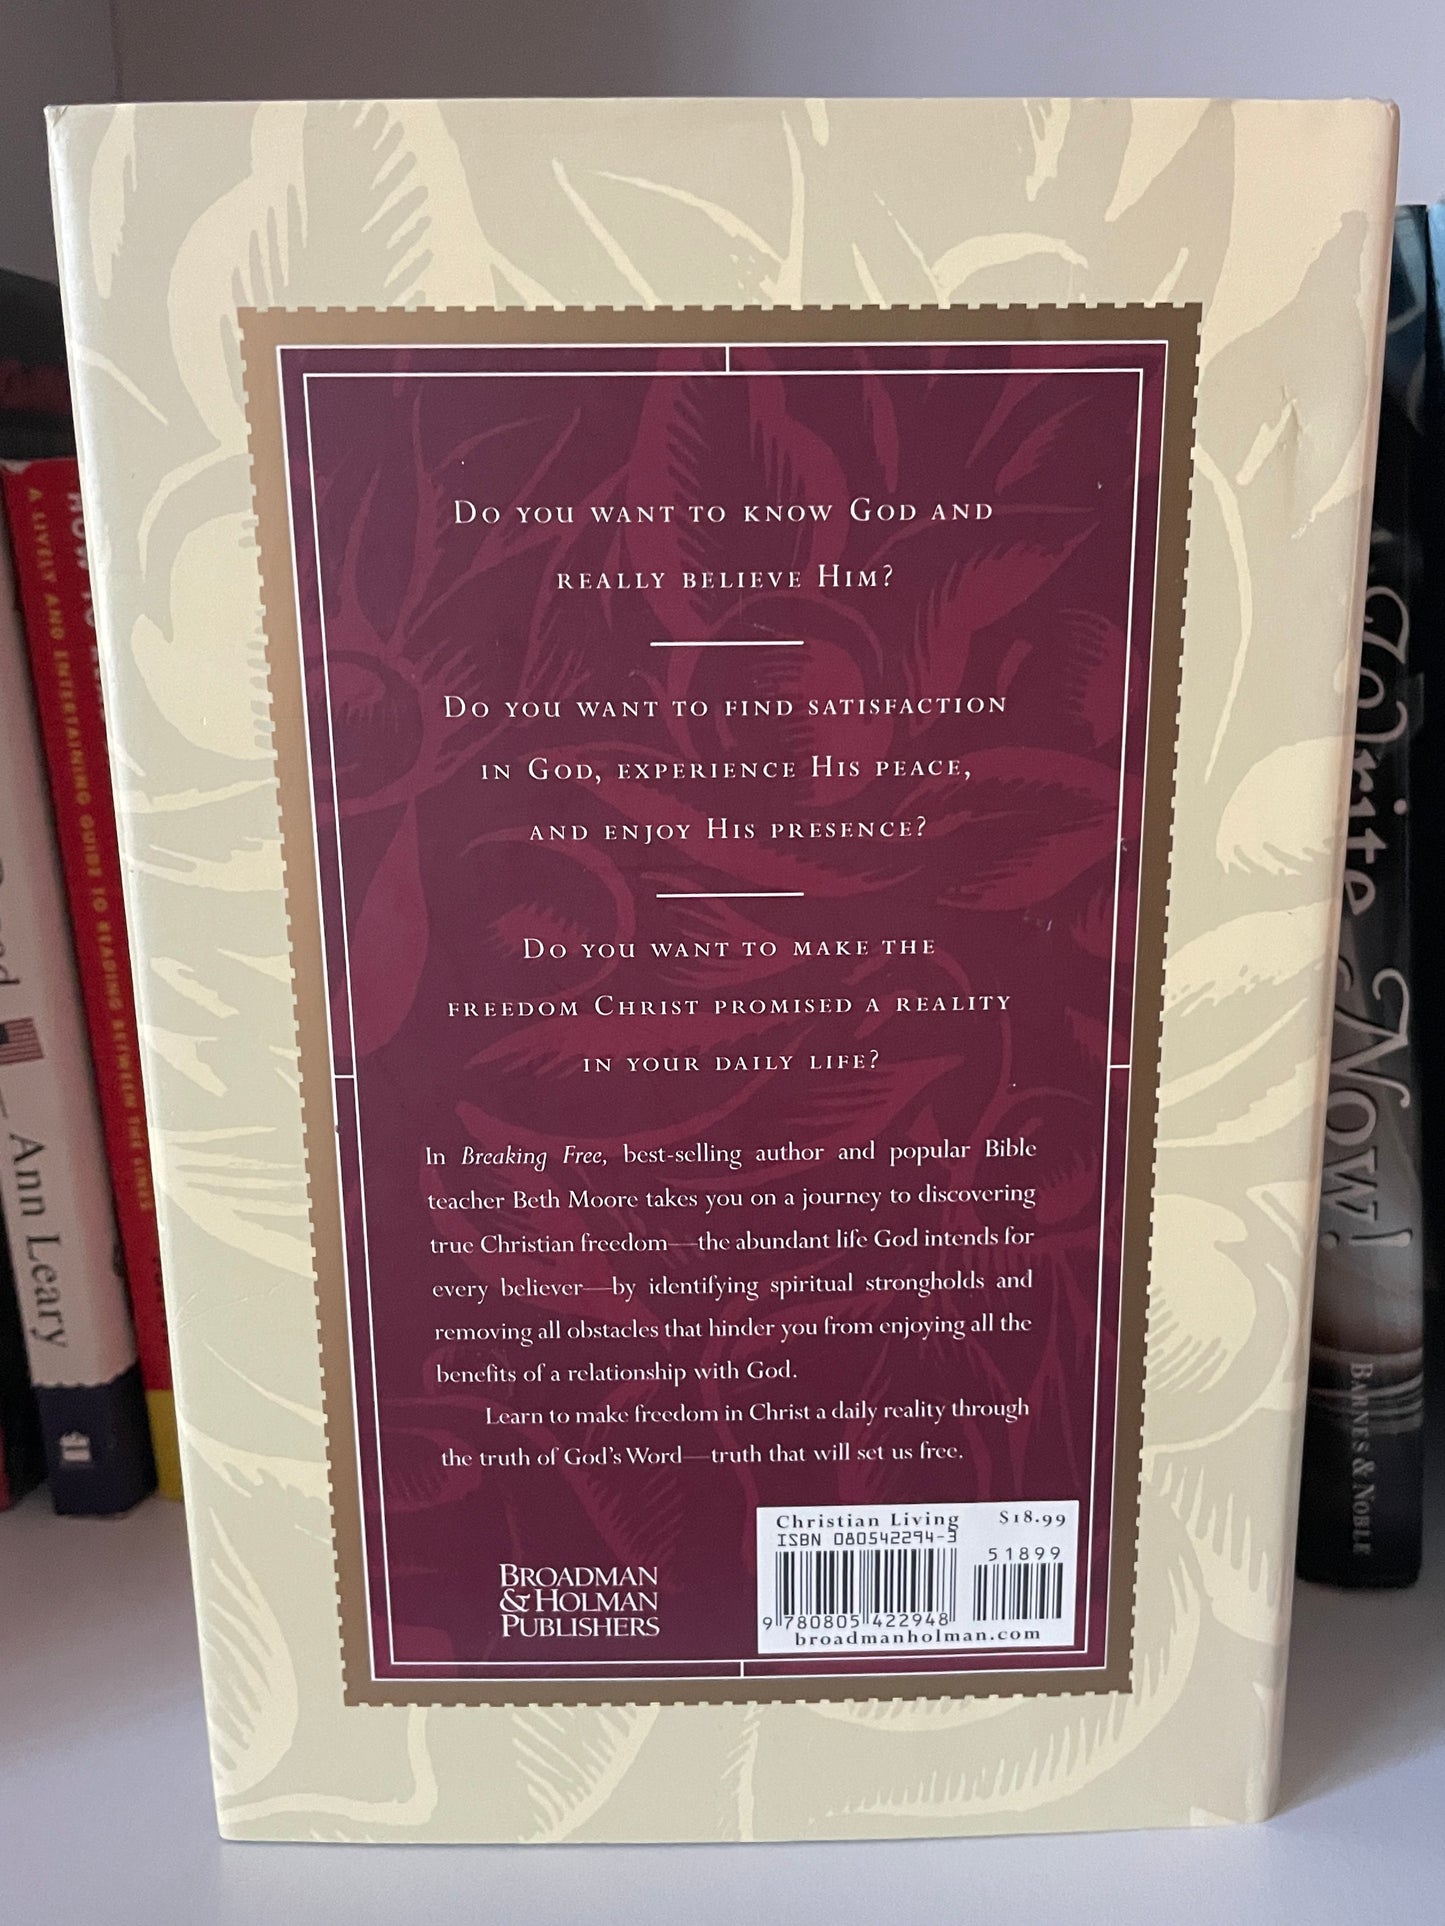 Do you want to know God and
really believe Him?
Do you want to find satisfaction
in God, experience His peace,
and enjoy His presence?
Do you want to make the
freedom Christ promised a reality
in your daily life?
In Breaking Free, best-selling author and popular Bible
teacher Beth Moore takes you on a journey to discovering
true Christian freedom—the abundant life God intends for
every believer—by identifying spiritual strongholds and
removing all obstacles that hinder you from enjoying all the
benefits of a relationship with God.
Learn to make freedom in Christ a daily reality through
the truth of God's Word—truth that will set us free.
BROADMAN
& HOLMAN
PUBLISHERS
Christian Living $18.99
ISBN 080542294-3
51899
9 780805 422948
broadmanholman.com
Ann Leary
A LIVELY AND ENTERTAINING GUIDE TO READING BETWEEN THE LINES
HOW TO
Write
Now!
BARNES & NOBLE